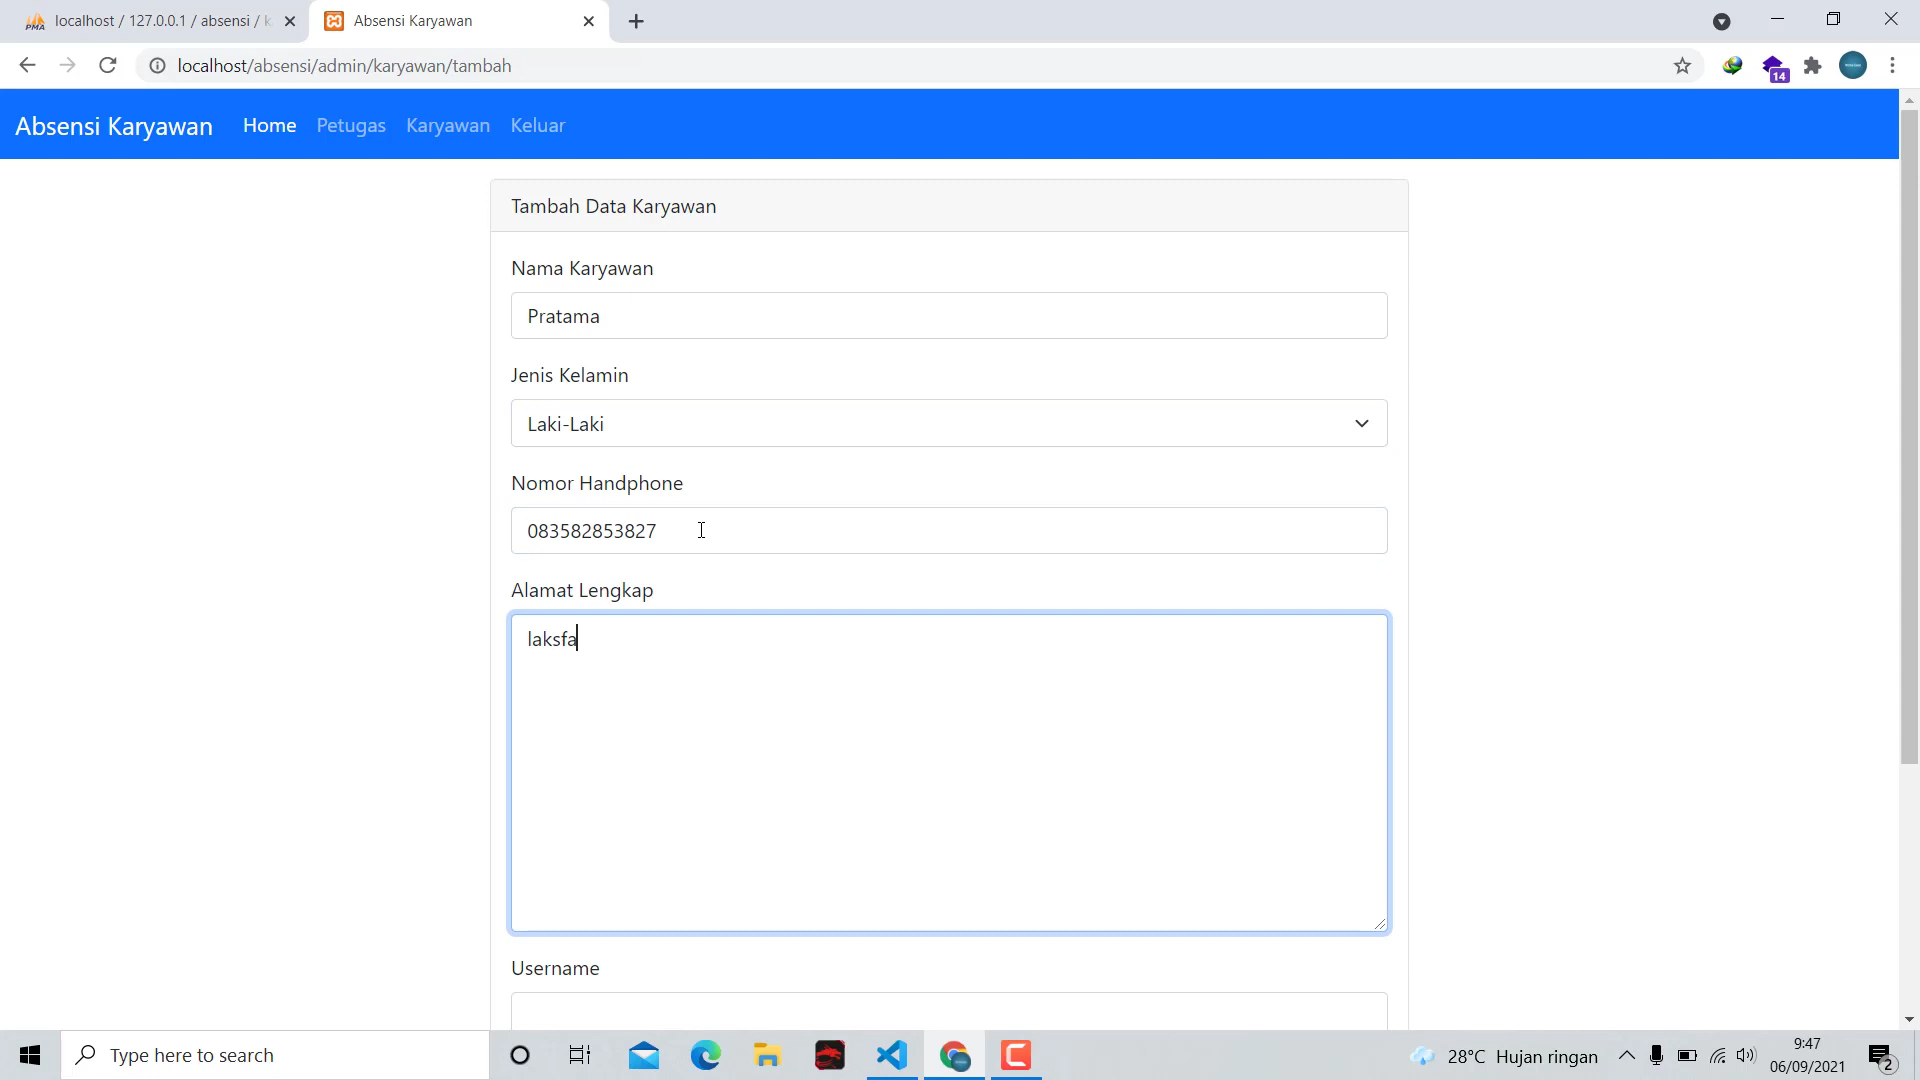 localhost / 127.0.0.1 / absensi / k
Absensi Karyawan
localhost/absensi/admin/karyawan/tambah
14
Absensi Karyawan
Home
Petugas
Karyawan
Keluar
Tambah Data Karyawan
Nama Karyawan
Pratama
Jenis Kelamin
Laki-Laki
Nomor Handphone
083582853827
Alamat Lengkap
laksfa
Username
Type here to search
28°C Hujan ringan
9:47
06/09/2021
2